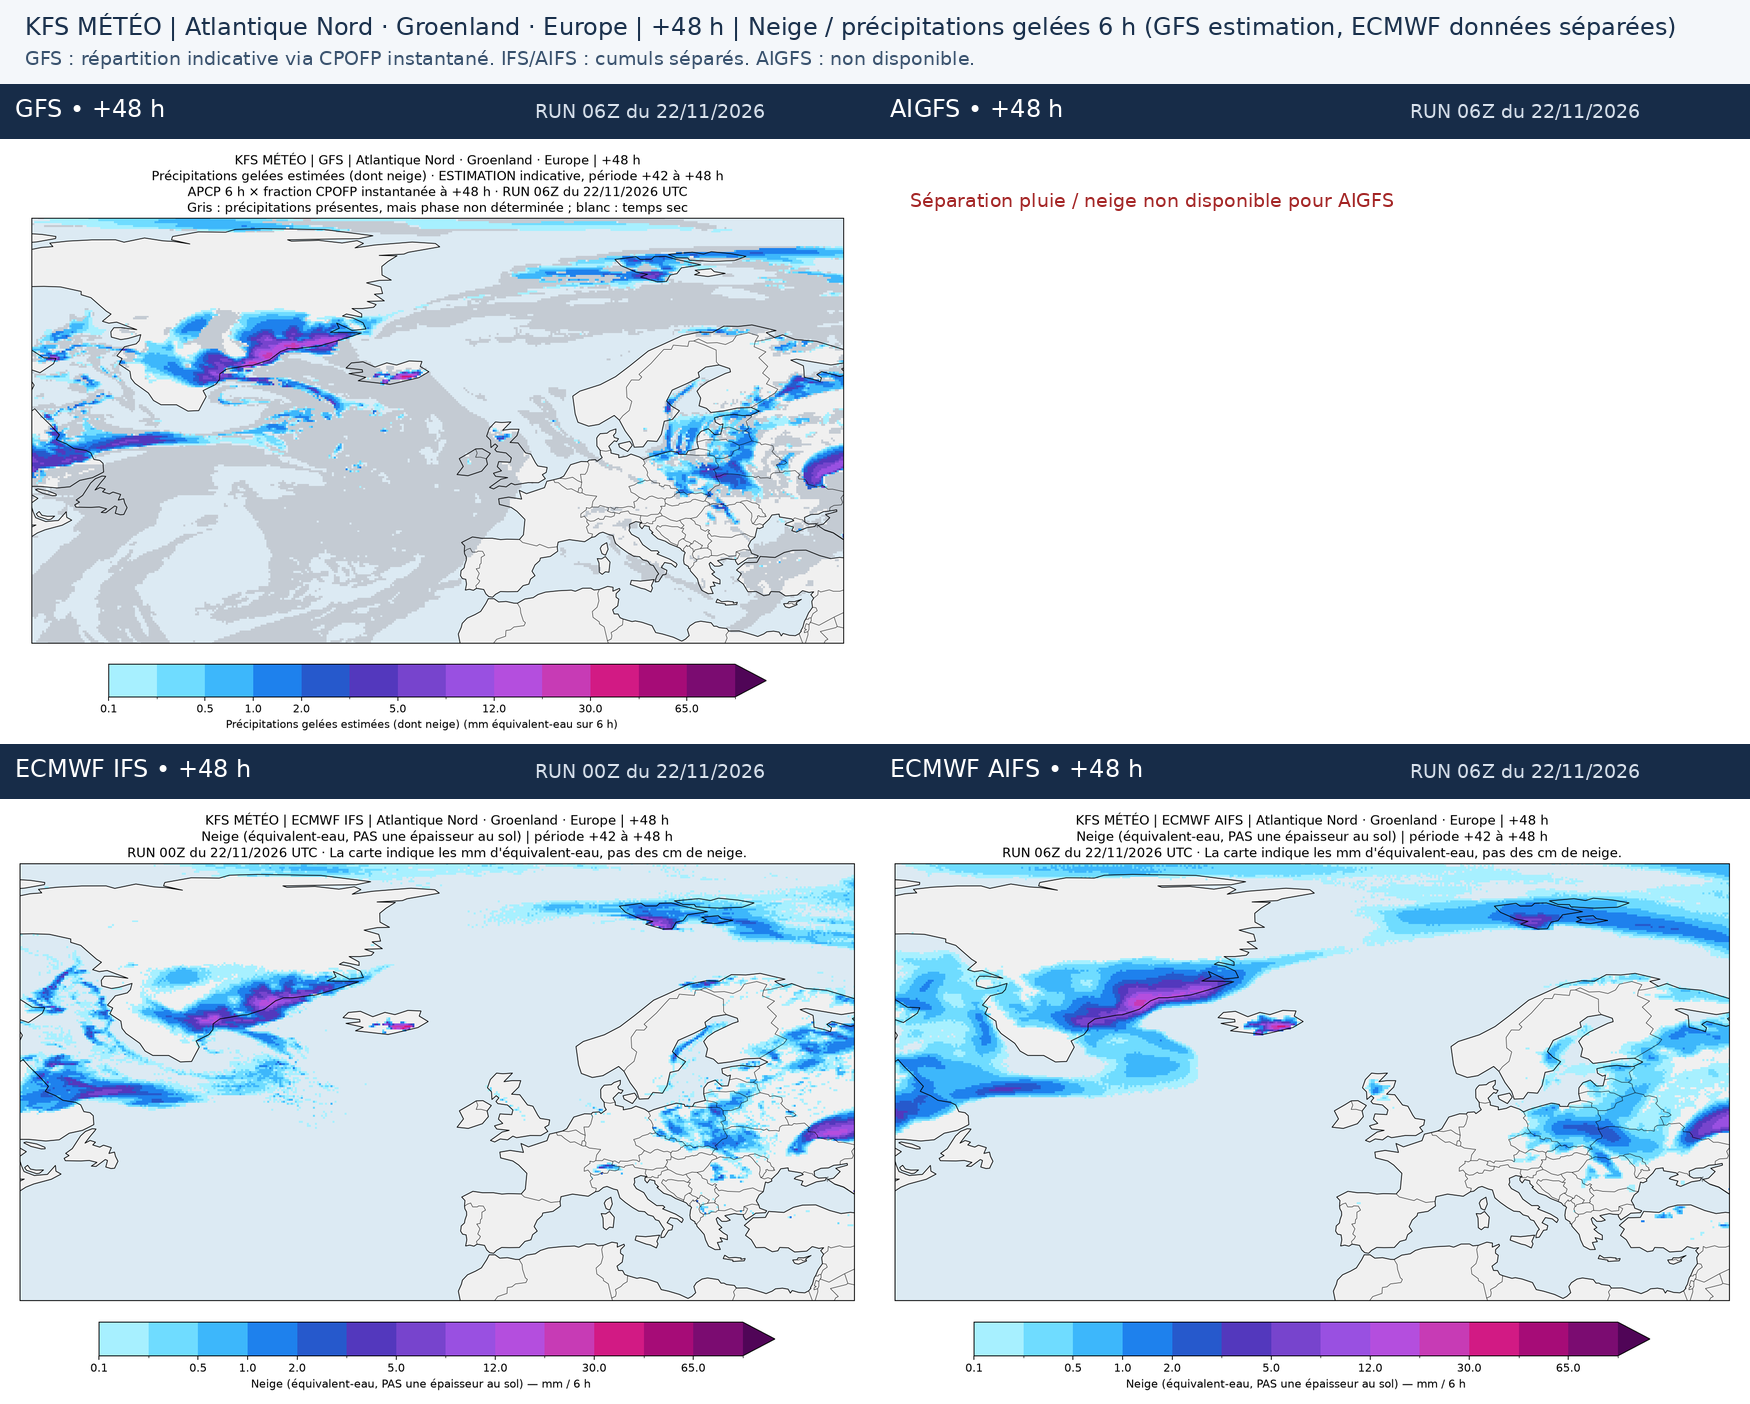 KFS MÉTÉO | Atlantique Nord · Groenland · Europe | +48 h | Neige / précipitations gelées 6 h (GFS estimation, ECMWF données séparées)
GFS : répartition indicative via CPOFP instantané. IFS/AIFS : cumuls séparés. AIGFS : non disponible.
GFS • +48 h
RUN 06Z du 22/11/2026
AIGFS • +48 h
RUN 06Z du 22/11/2026
KFS MÉTÉO | GFS | Atlantique Nord · Groenland · Europe | +48 h
Précipitations gelées estimées (dont neige) · ESTIMATION indicative, période +42 à +48 h
APCP 6 h × fraction CPOFP instantanée à +48 h · RUN 06Z du 22/11/2026 UTC
Gris : précipitations présentes, mais phase non déterminée ; blanc : temps sec
Séparation pluie / neige non disponible pour AIGFS
0.1 0.5 1.0 2.0 5.0 12.0 30.0 65.0
Précipitations gelées estimées (dont neige) (mm équivalent-eau sur 6 h)
ECMWF IFS • +48 h
RUN 00Z du 22/11/2026
ECMWF AIFS • +48 h
RUN 06Z du 22/11/2026
KFS MÉTÉO | ECMWF IFS | Atlantique Nord · Groenland · Europe | +48 h
Neige (équivalent-eau, PAS une épaisseur au sol) | période +42 à +48 h
RUN 00Z du 22/11/2026 UTC · La carte indique les mm d'équivalent-eau, pas des cm de neige.
KFS MÉTÉO | ECMWF AIFS | Atlantique Nord · Groenland · Europe | +48 h
Neige (équivalent-eau, PAS une épaisseur au sol) | période +42 à +48 h
RUN 06Z du 22/11/2026 UTC · La carte indique les mm d'équivalent-eau, pas des cm de neige.
0.1 0.5 1.0 2.0 5.0 12.0 30.0 65.0
Neige (équivalent-eau, PAS une épaisseur au sol) — mm / 6 h
0.1 0.5 1.0 2.0 5.0 12.0 30.0 65.0
Neige (équivalent-eau, PAS une épaisseur au sol) — mm / 6 h